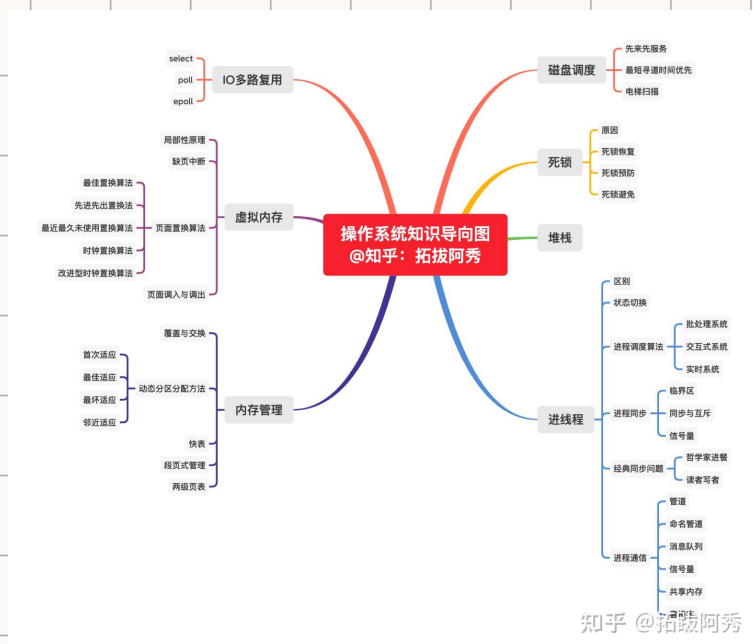 操作系统知识导向图
@知乎：拓拔阿秀
IO多路复用
select
poll
epoll
虚拟内存
局部性原理
缺页中断
页面置换算法
最佳置换算法
先进先出置换法
最近最久未使用置换算法
时钟置换算法
改进型时钟置换算法
页面调入与调出
内存管理
覆盖与交换
动态分区分配方法
首次适应
最佳适应
最坏适应
邻近适应
快表
段页式管理
两级页表
磁盘调度
先来先服务
最短寻道时间优先
电梯扫描
死锁
原因
死锁恢复
死锁预防
死锁避免
堆栈
进线程
区别
状态切换
进程调度算法
批处理系统
交互式系统
实时系统
进程同步
临界区
同步与互斥
信号量
经典同步问题
哲学家进餐
读者写者
进程通信
管道
命名管道
消息队列
信号量
共享内存
知乎 @拓跋阿秀